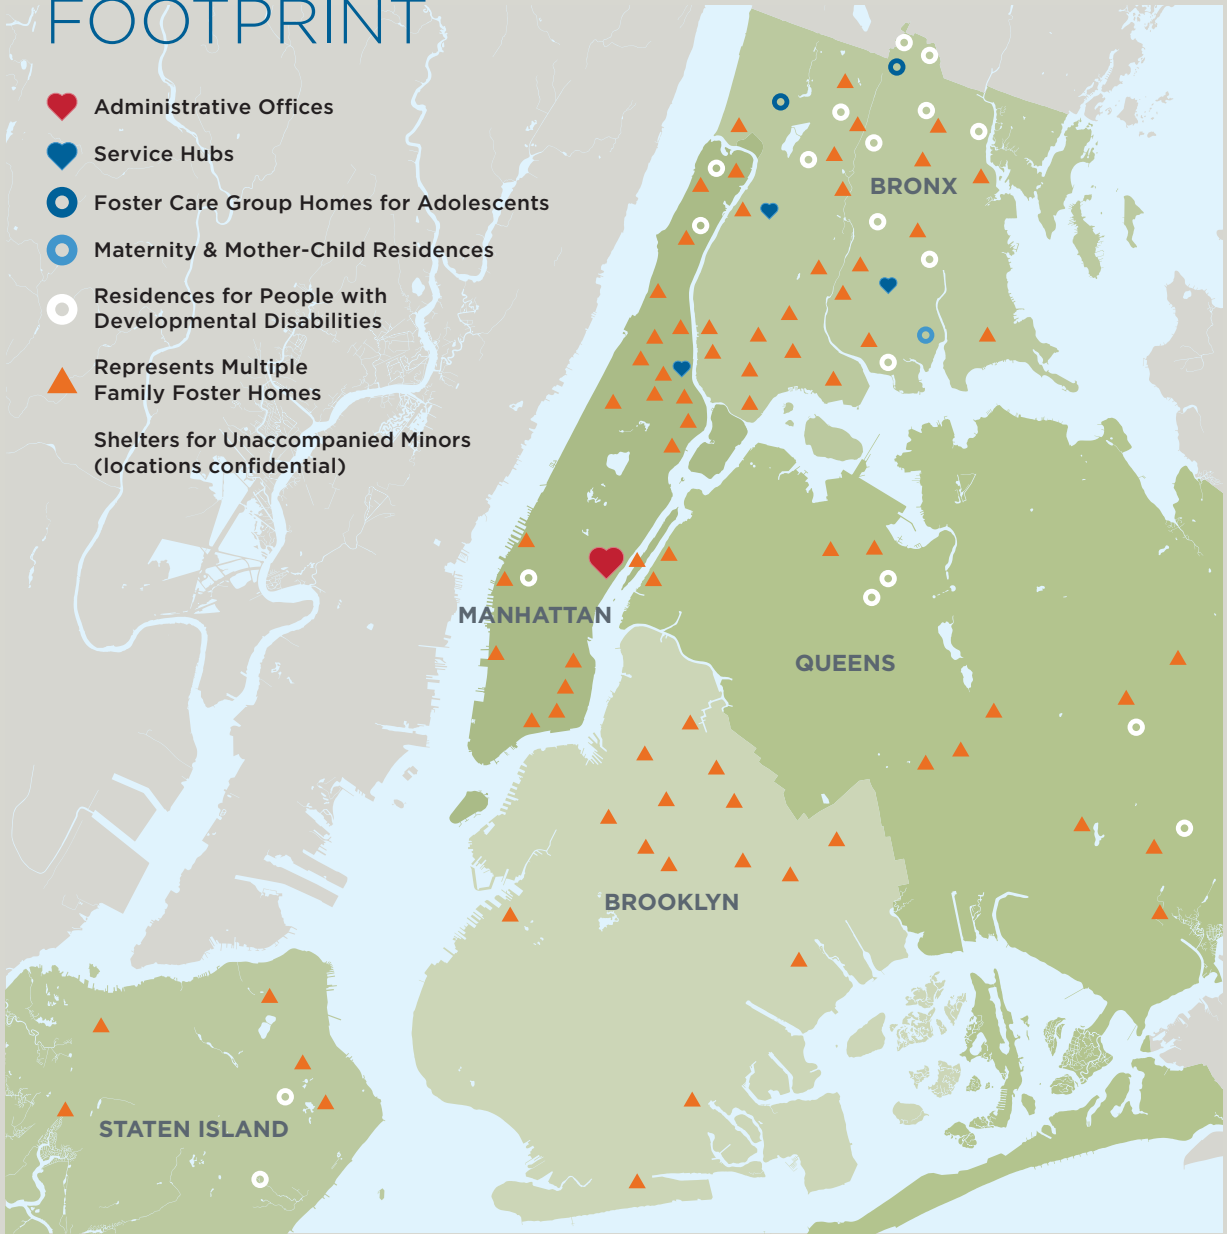 FOOTPRINT
Administrative Offices
Service Hubs
Foster Care Group Homes for Adolescents
Maternity & Mother-Child Residences
Residences for People with
Developmental Disabilities
Represents Multiple
Family Foster Homes
Shelters for Unaccompanied Minors
(locations confidential)
BRONX
MANHATTAN
QUEENS
BROOKLYN
STATEN ISLAND